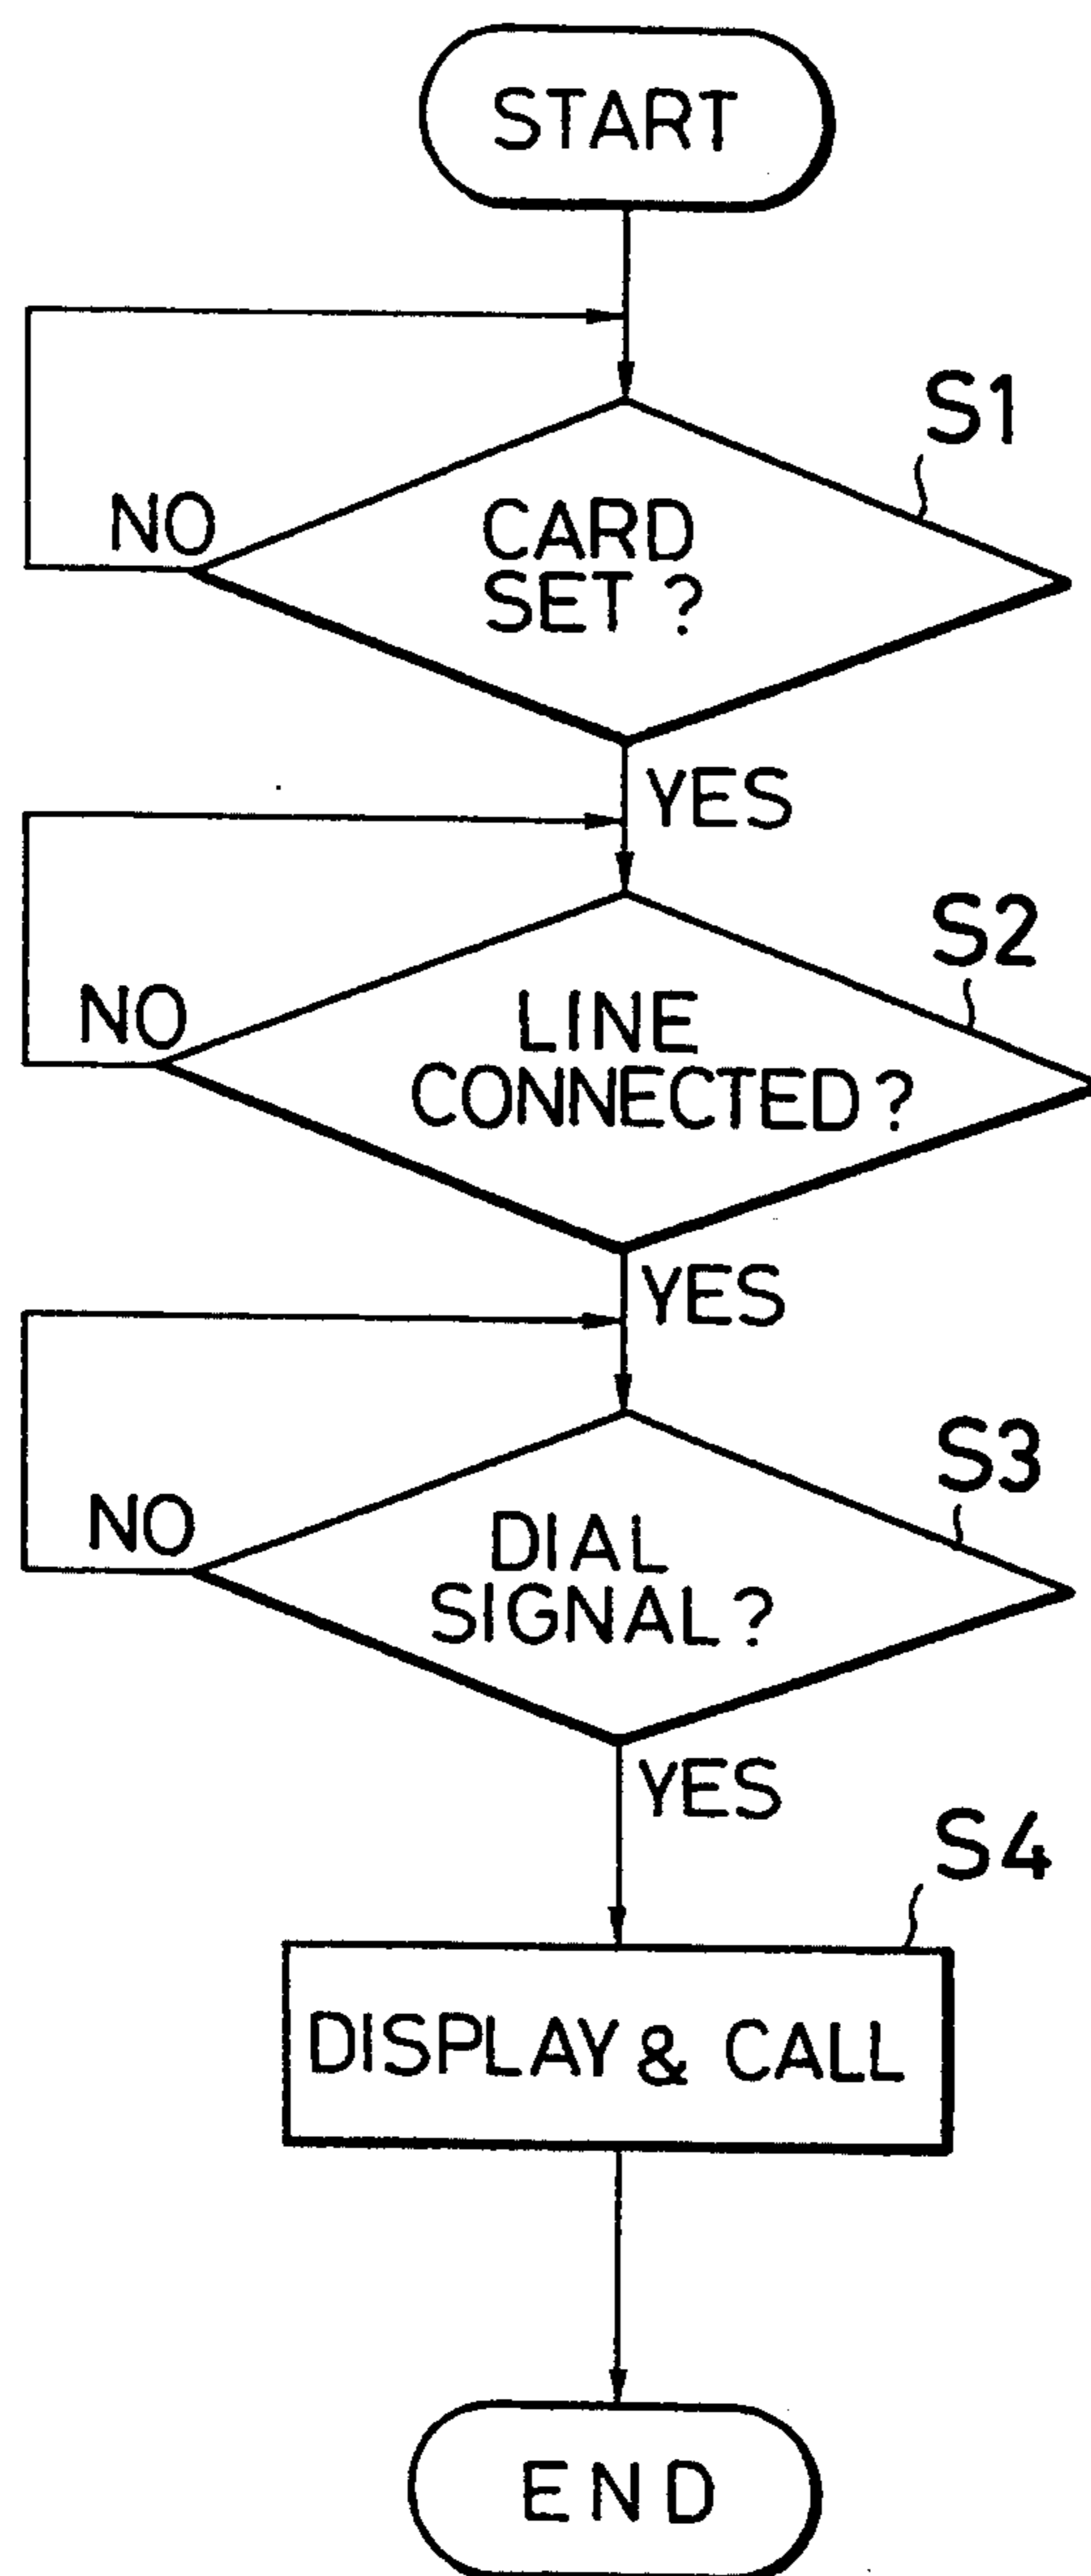 START
S1
NO
CARD
SET ?
YES
S2
NO
LINE
CONNECTED ?
YES
S3
NO
DIAL
SIGNAL ?
YES
S4
DISPLAY & CALL
END